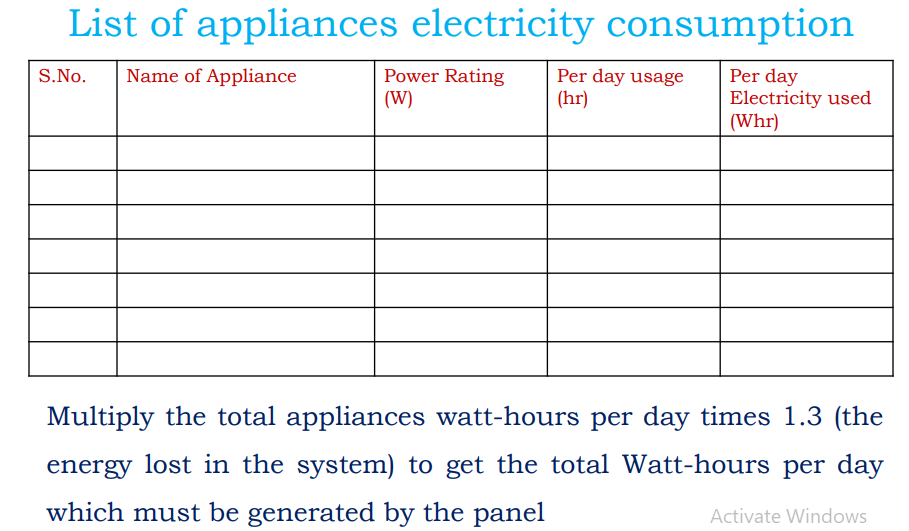 List of appliances electricity consumption
S.No. Name of Appliance Power Rating (W) Per day usage (hr) Per day Electricity used (Whr)
Multiply the total appliances watt-hours per day times 1.3 (the
energy lost in the system) to get the total Watt-hours per day
which must be generated by the panel
Activate Windows